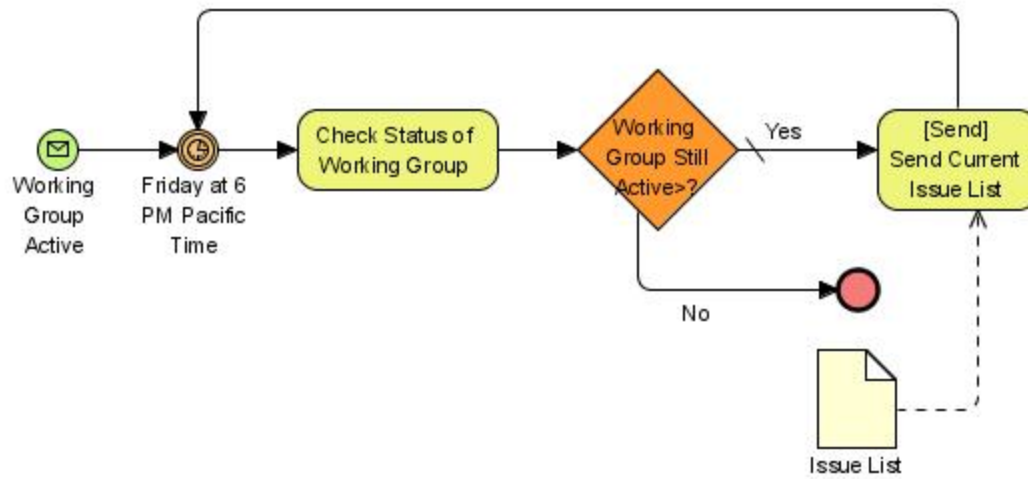 Working
Group
Active
Friday at 6
PM Pacific
Time
Check Status of
Working Group
Working
Group Still
Active>?
Yes
No
[Send]
Send Current
Issue List
Issue List